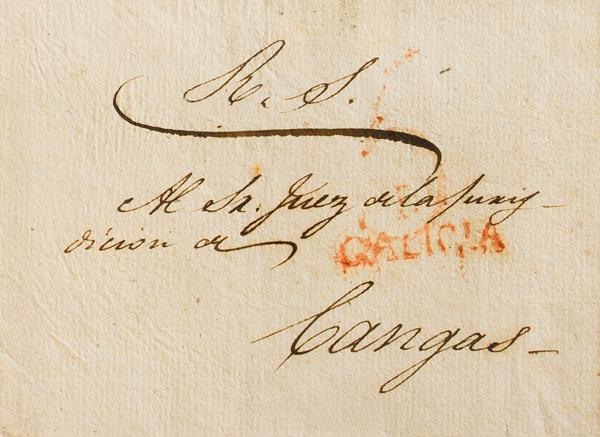 R. S.
Al Sr. Juez de la juris-
dicion de
GALICIA
Cangas